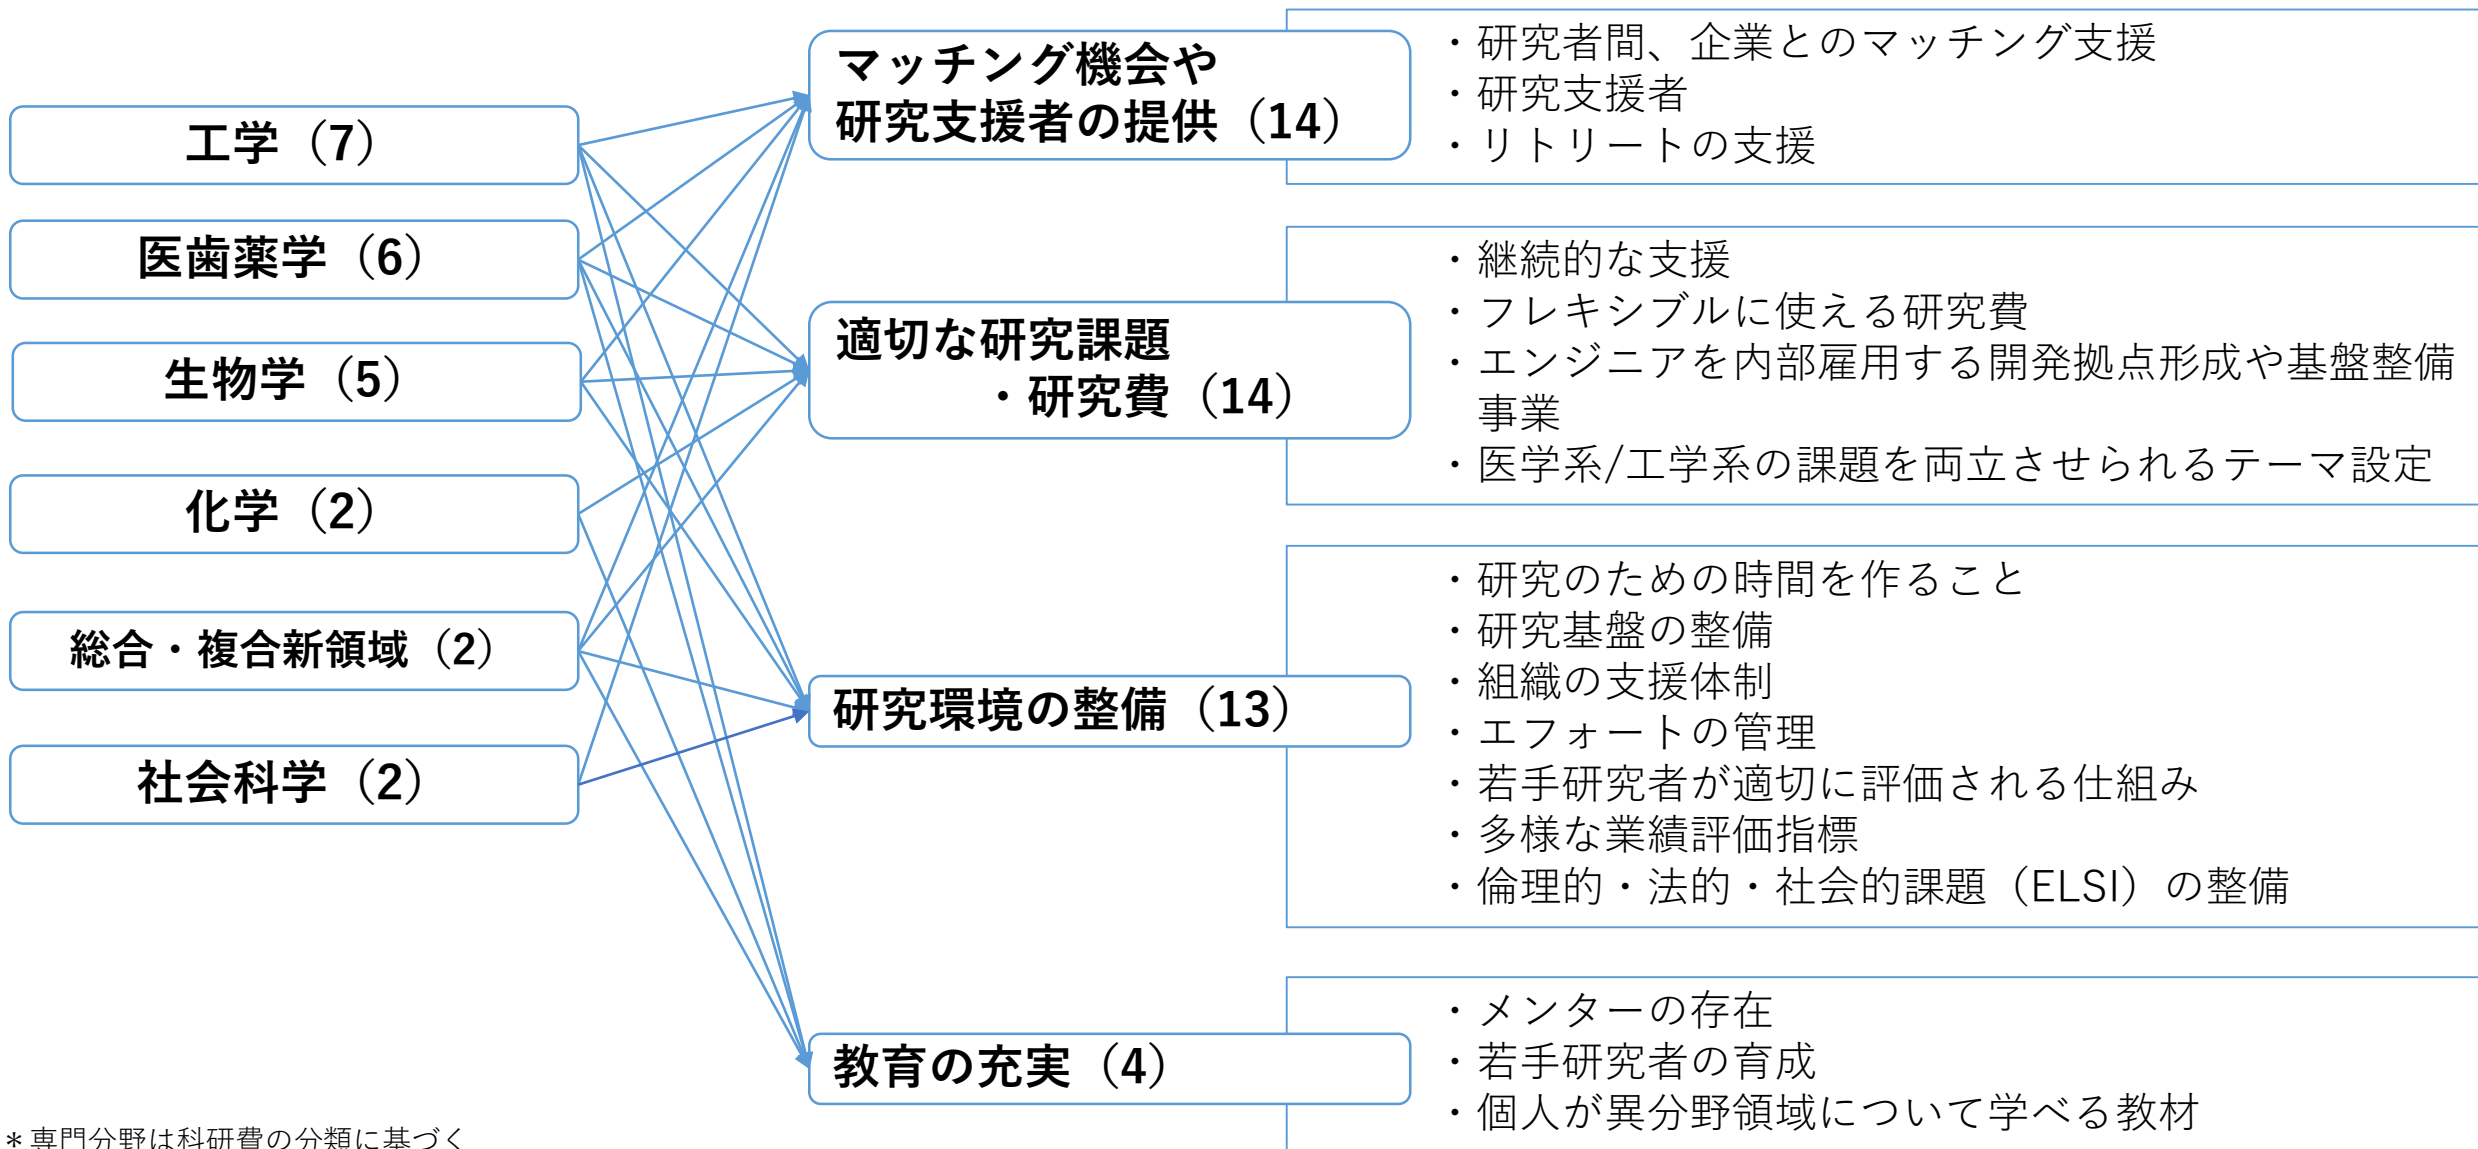 工学（7）
医歯薬学（6）
生物学（5）
化学（2）
総合・複合新領域（2）
社会科学（2）
マッチング機会や
研究支援者の提供（14）
・研究者間、企業とのマッチング支援
・研究支援者
・リトリートの支援
適切な研究課題
・研究費（14）
・継続的な支援
・フレキシブルに使える研究費
・エンジニアを内部雇用する開発拠点形成や基盤整備
事業
・医学系/工学系の課題を両立させられるテーマ設定
研究環境の整備（13）
・研究のための時間を作ること
・研究基盤の整備
・組織の支援体制
・エフォートの管理
・若手研究者が適切に評価される仕組み
・多様な業績評価指標
・倫理的・法的・社会的課題（ELSI）の整備
教育の充実（4）
・メンターの存在
・若手研究者の育成
・個人が異分野領域について学べる教材
＊専門分野は科研費の分類に基づく